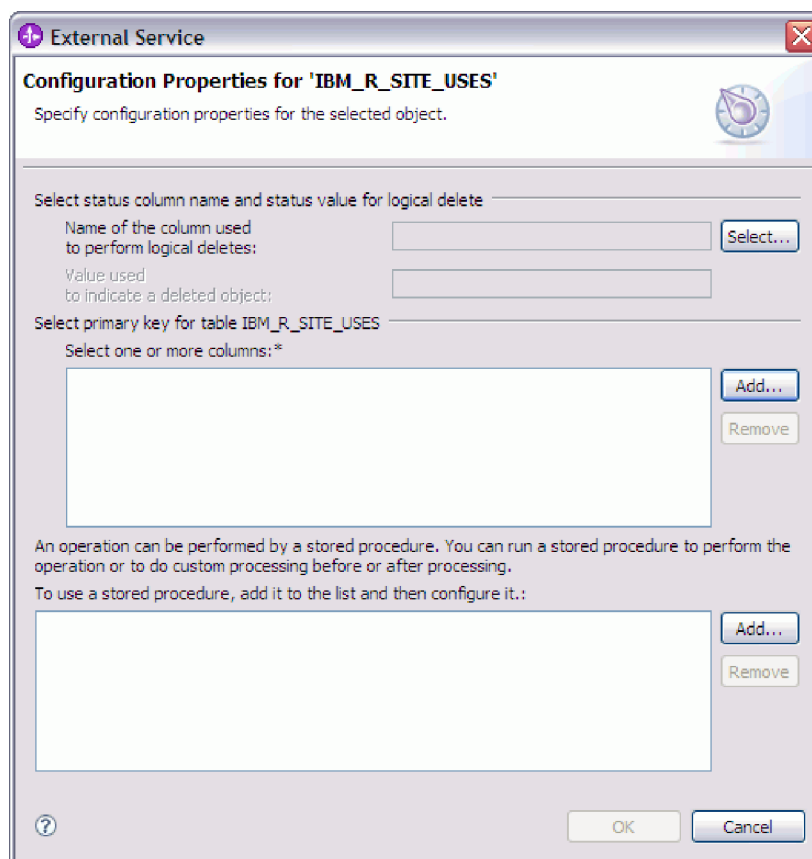 External Service
Configuration Properties for 'IBM_R_SITE_USES'
Specify configuration properties for the selected object.
Select status column name and status value for logical delete
Name of the column used
to perform logical deletes:
Select...
Value used
to indicate a deleted object:
Select primary key for table IBM_R_SITE_USES
Select one or more columns:*
Add...
Remove
An operation can be performed by a stored procedure. You can run a stored procedure to perform the
operation or to do custom processing before or after processing.
To use a stored procedure, add it to the list and then configure it.:
Add...
Remove
?
OK
Cancel